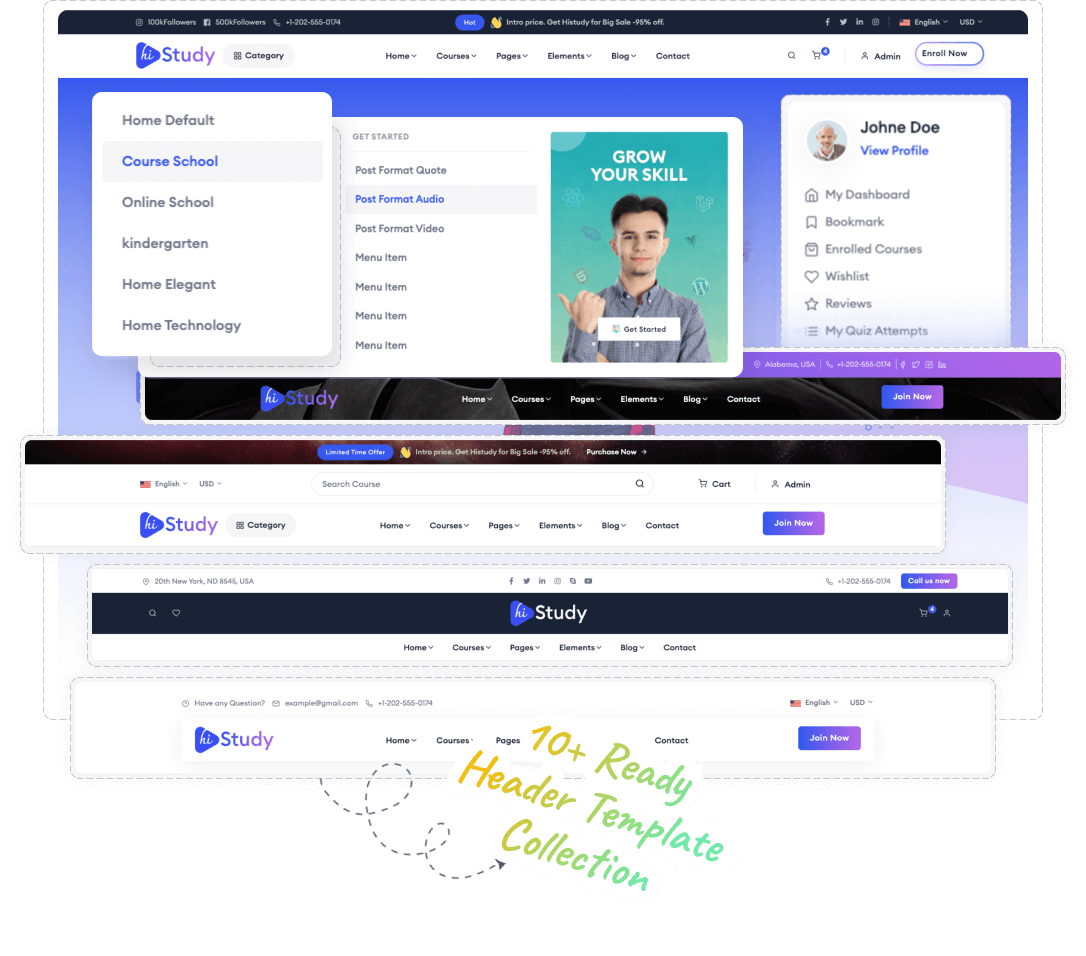 100kFollowers 500kFollowers +1-202-555-0174 Hot Intro price. Get Histudy for Big Sale -95% off. English USD
hi Study Category Home Courses Pages Elements Blog Contact 4 Admin Enroll Now
Home Default
Course School
Online School
kindergarten
Home Elegant
Home Technology
GET STARTED
Post Format Quote
Post Format Audio
Post Format Video
Menu Item
Menu Item
Menu Item
Menu Item
GROW
YOUR SKILL
Get Started
Johne Doe
View Profile
My Dashboard
Bookmark
Enrolled Courses
Wishlist
Reviews
My Quiz Attempts
Alabama, USA +1-202-555-0174
hi Study Home Courses Pages Elements Blog Contact Join Now
Limited Time Offer Intro price. Get Histudy for Big Sale -95% off. Purchase Now
English USD Search Course Cart Admin
hi Study Category Home Courses Pages Elements Blog Contact Join Now
20th New York, ND 8545, USA +1-202-555-0174 Call us now
hi Study 4
Home Courses Pages Elements Blog Contact
Have any Question? example@gmail.com +1-202-555-0174 English USD
hi Study Home Courses Pages Contact Join Now
10+ Ready
Header Template
Collection